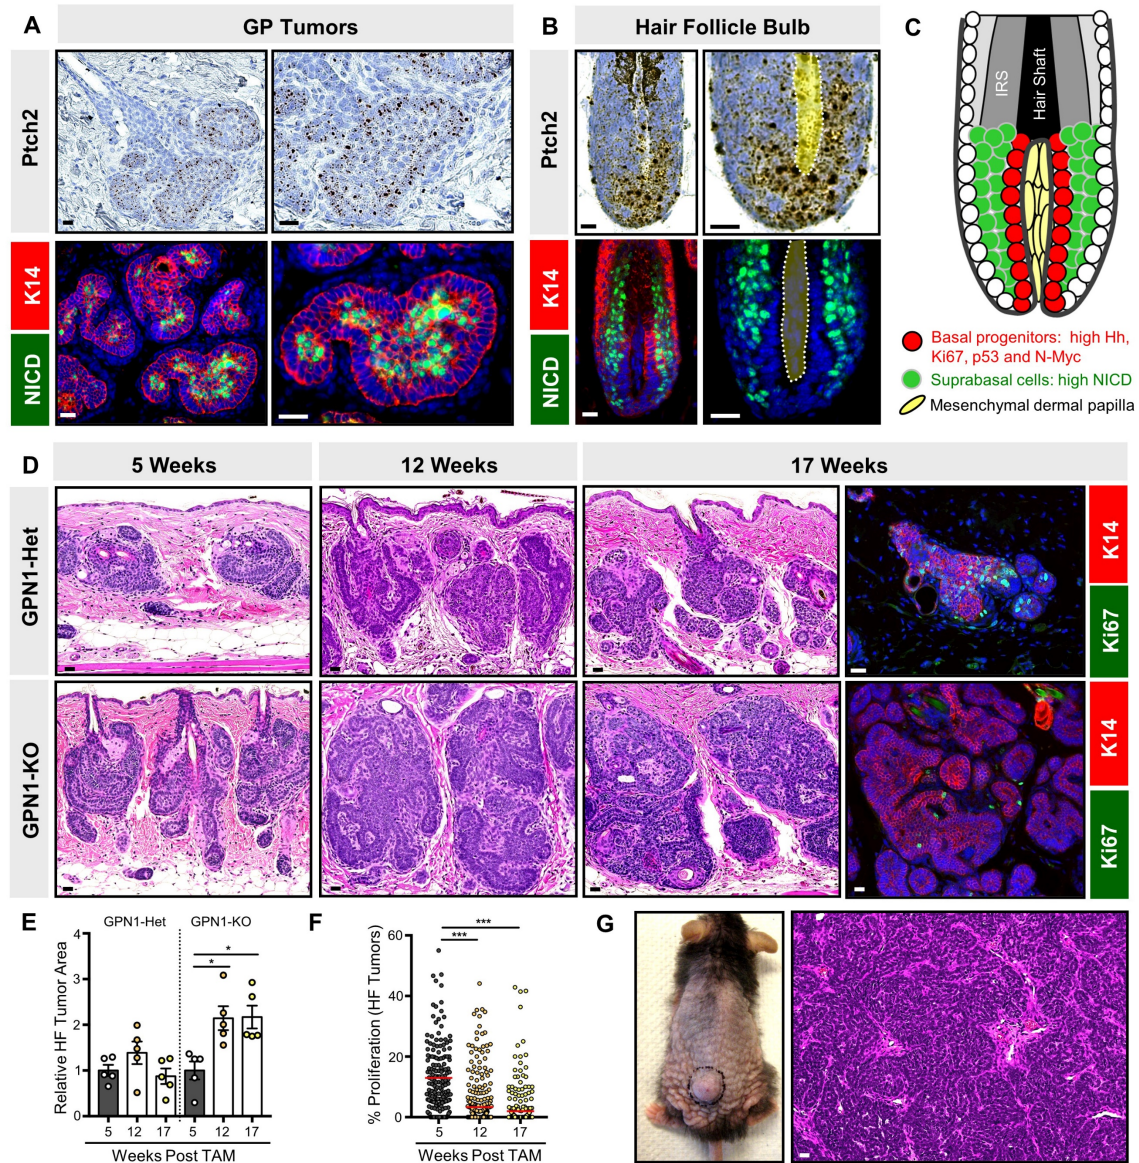 A
GP Tumors
Ptch2
K14
NICD
B
Hair Follicle Bulb
Ptch2
K14
NICD
C
IRS
Hair Shaft
Basal progenitors: high Hh,
Ki67, p53 and N-Myc
Suprabasal cells: high NICD
Mesenchymal dermal papilla
D
5 Weeks
12 Weeks
17 Weeks
GPN1-Het
K14
Ki67
GPN1-KO
K14
Ki67
E
GPN1-Het
GPN1-KO
Relative HF Tumor Area
4
3
2
1
0
*
*
5
12
17
5
12
17
Weeks Post TAM
F
% Proliferation (HF Tumors)
60
40
20
0
***
***
5
12
17
Weeks Post TAM
G